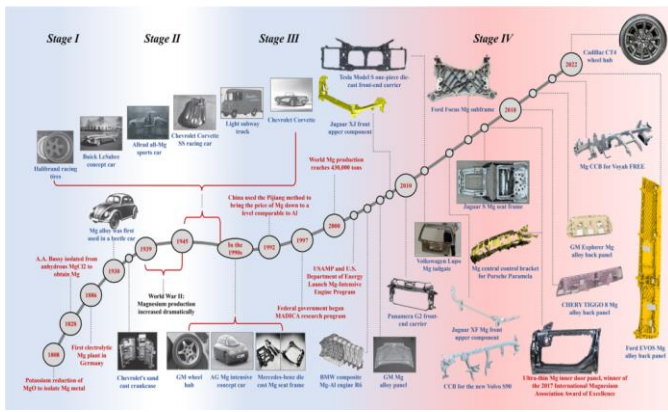 Stage I
Stage II
Stage III
Stage IV
Halibrand
racing
tires
Buick LeSabre
concept car
Allrad all-Mg
sports car
Chevrolet Corvette
SS racing car
Light subway
truck
Chevrolet Corvette
Tesla Model S one-piece die-
cast front-end carrier
Jaguar XJ front
upper component
Ford Focus Mg subframe
Cadillac CT4
wheel hub
2022
2018
Mg CCB for Voyah FREE
World Mg production
reaches 430,000 tons
2010
Jaguar S Mg seat frame
Mg alloy was first
used in a beetle car
China used the Pijiang method to
bring the price of Mg down to a
level comparable to Al
2000
1997
1992
In the
1990s
1945
1939
1930
1886
1828
1808
A.A. Bussy isolated from
anhydrous MgCl2 to
obtain Mg
World War II:
Magnesium production
increased dramatically
USAMP and U.S.
Department of Energy
Launch Mg-Intensive
Engine Program
Federal government began
MADICA research program
First electrolytic
Mg plant in
Germany
Potassium reduction of
MgO to isolate Mg metal
Chevrolet's sand
cast crankcase
GM wheel hub
AG Mg intensive
concept car
Mercedes-benz die
cast Mg seat frame
BMW composite
Mg-Al engine R6
GM Mg
alloy panel
Volkswagen Lupo
Mg tailgate
Mg central control bracket
for Porsche Panamela
Panamera G2 front-
end carrier
Jaguar XF Mg front
upper component
CCB for the new Volvo S90
GM Explorer Mg
alloy back panel
CHERY TIGGO 8 Mg
alloy back panel
Ford EVOS Mg
alloy back panel
Ultra-thin Mg inner door panel, winner of
the 2017 International Magnesium
Association Award of Excellence